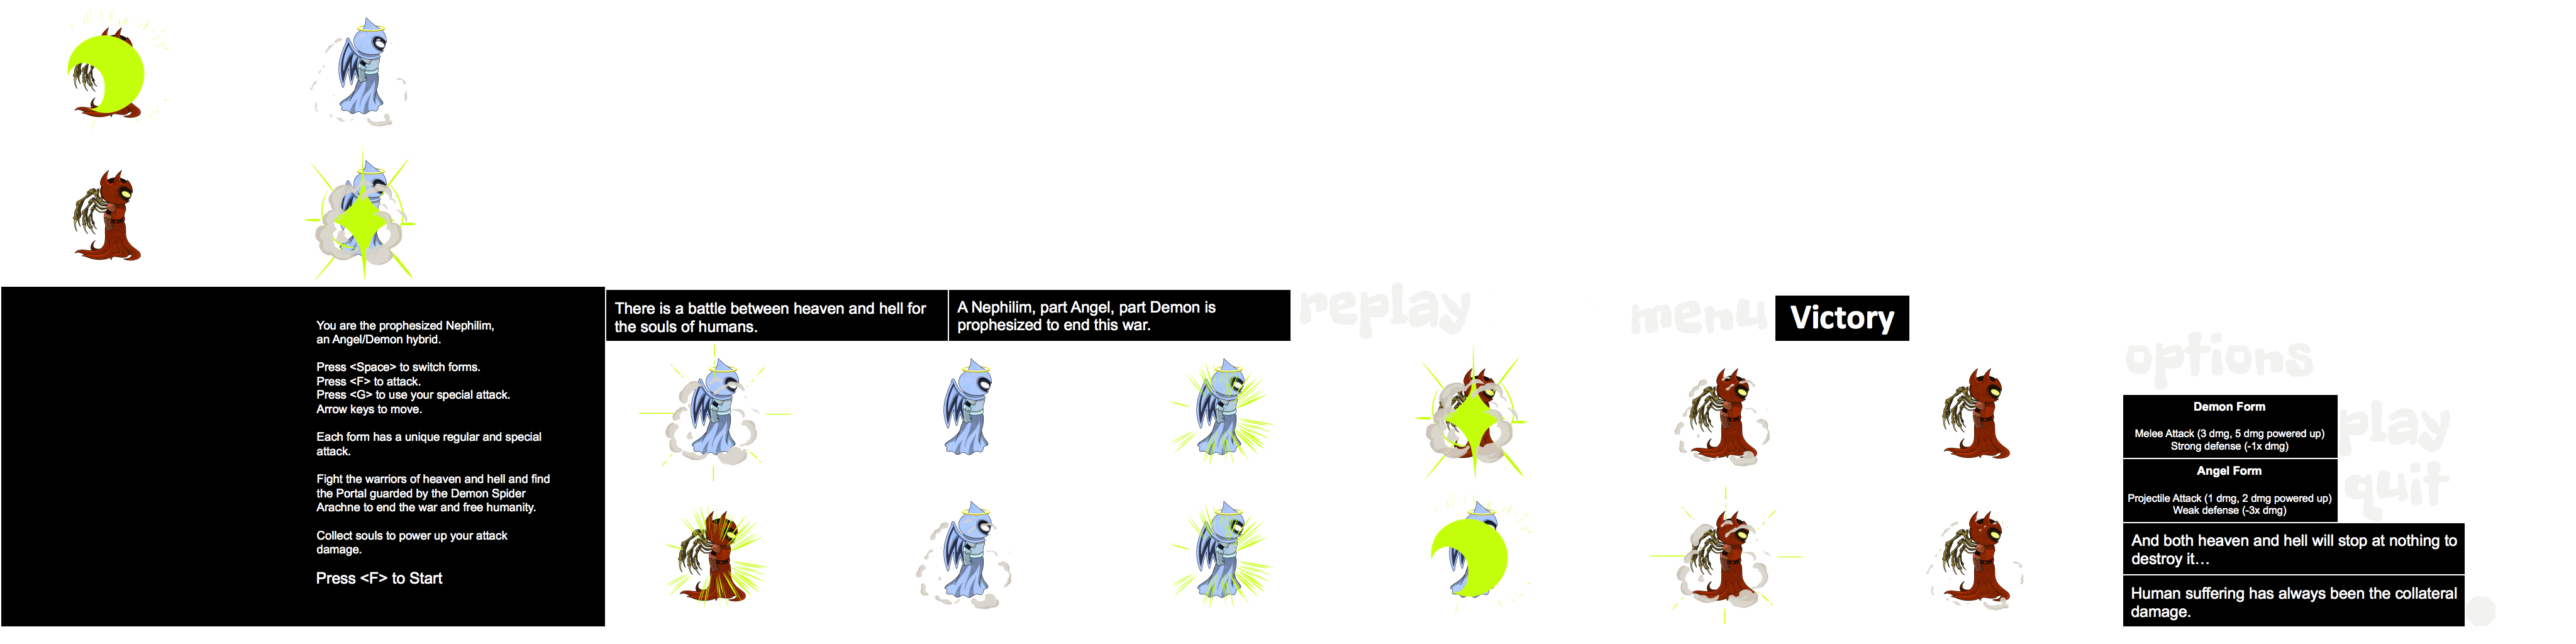 You are the prophesized Nephilim,
an Angel/Demon hybrid.
Press <Space> to switch forms.
Press <F> to attack.
Press <G> to use your special attack.
Arrow keys to move.
Each form has a unique regular and special
attack.
Fight the warriors of heaven and hell and find
the Portal guarded by the Demon Spider
Arachne to end the war and free humanity.
Collect souls to power up your attack
damage.
Press <F> to Start
There is a battle between heaven and hell for
the souls of humans.
A Nephilim, part Angel, part Demon is
prophesized to end this war.
replay
menu
Victory
options
Demon Form
Melee Attack (3 dmg, 5 dmg powered up)
Strong defense (-1x dmg)
play
Angel Form
Projectile Attack (1 dmg, 2 dmg powered up)
Weak defense (-3x dmg)
quit
And both heaven and hell will stop at nothing to
destroy it…
Human suffering has always been the collateral
damage.